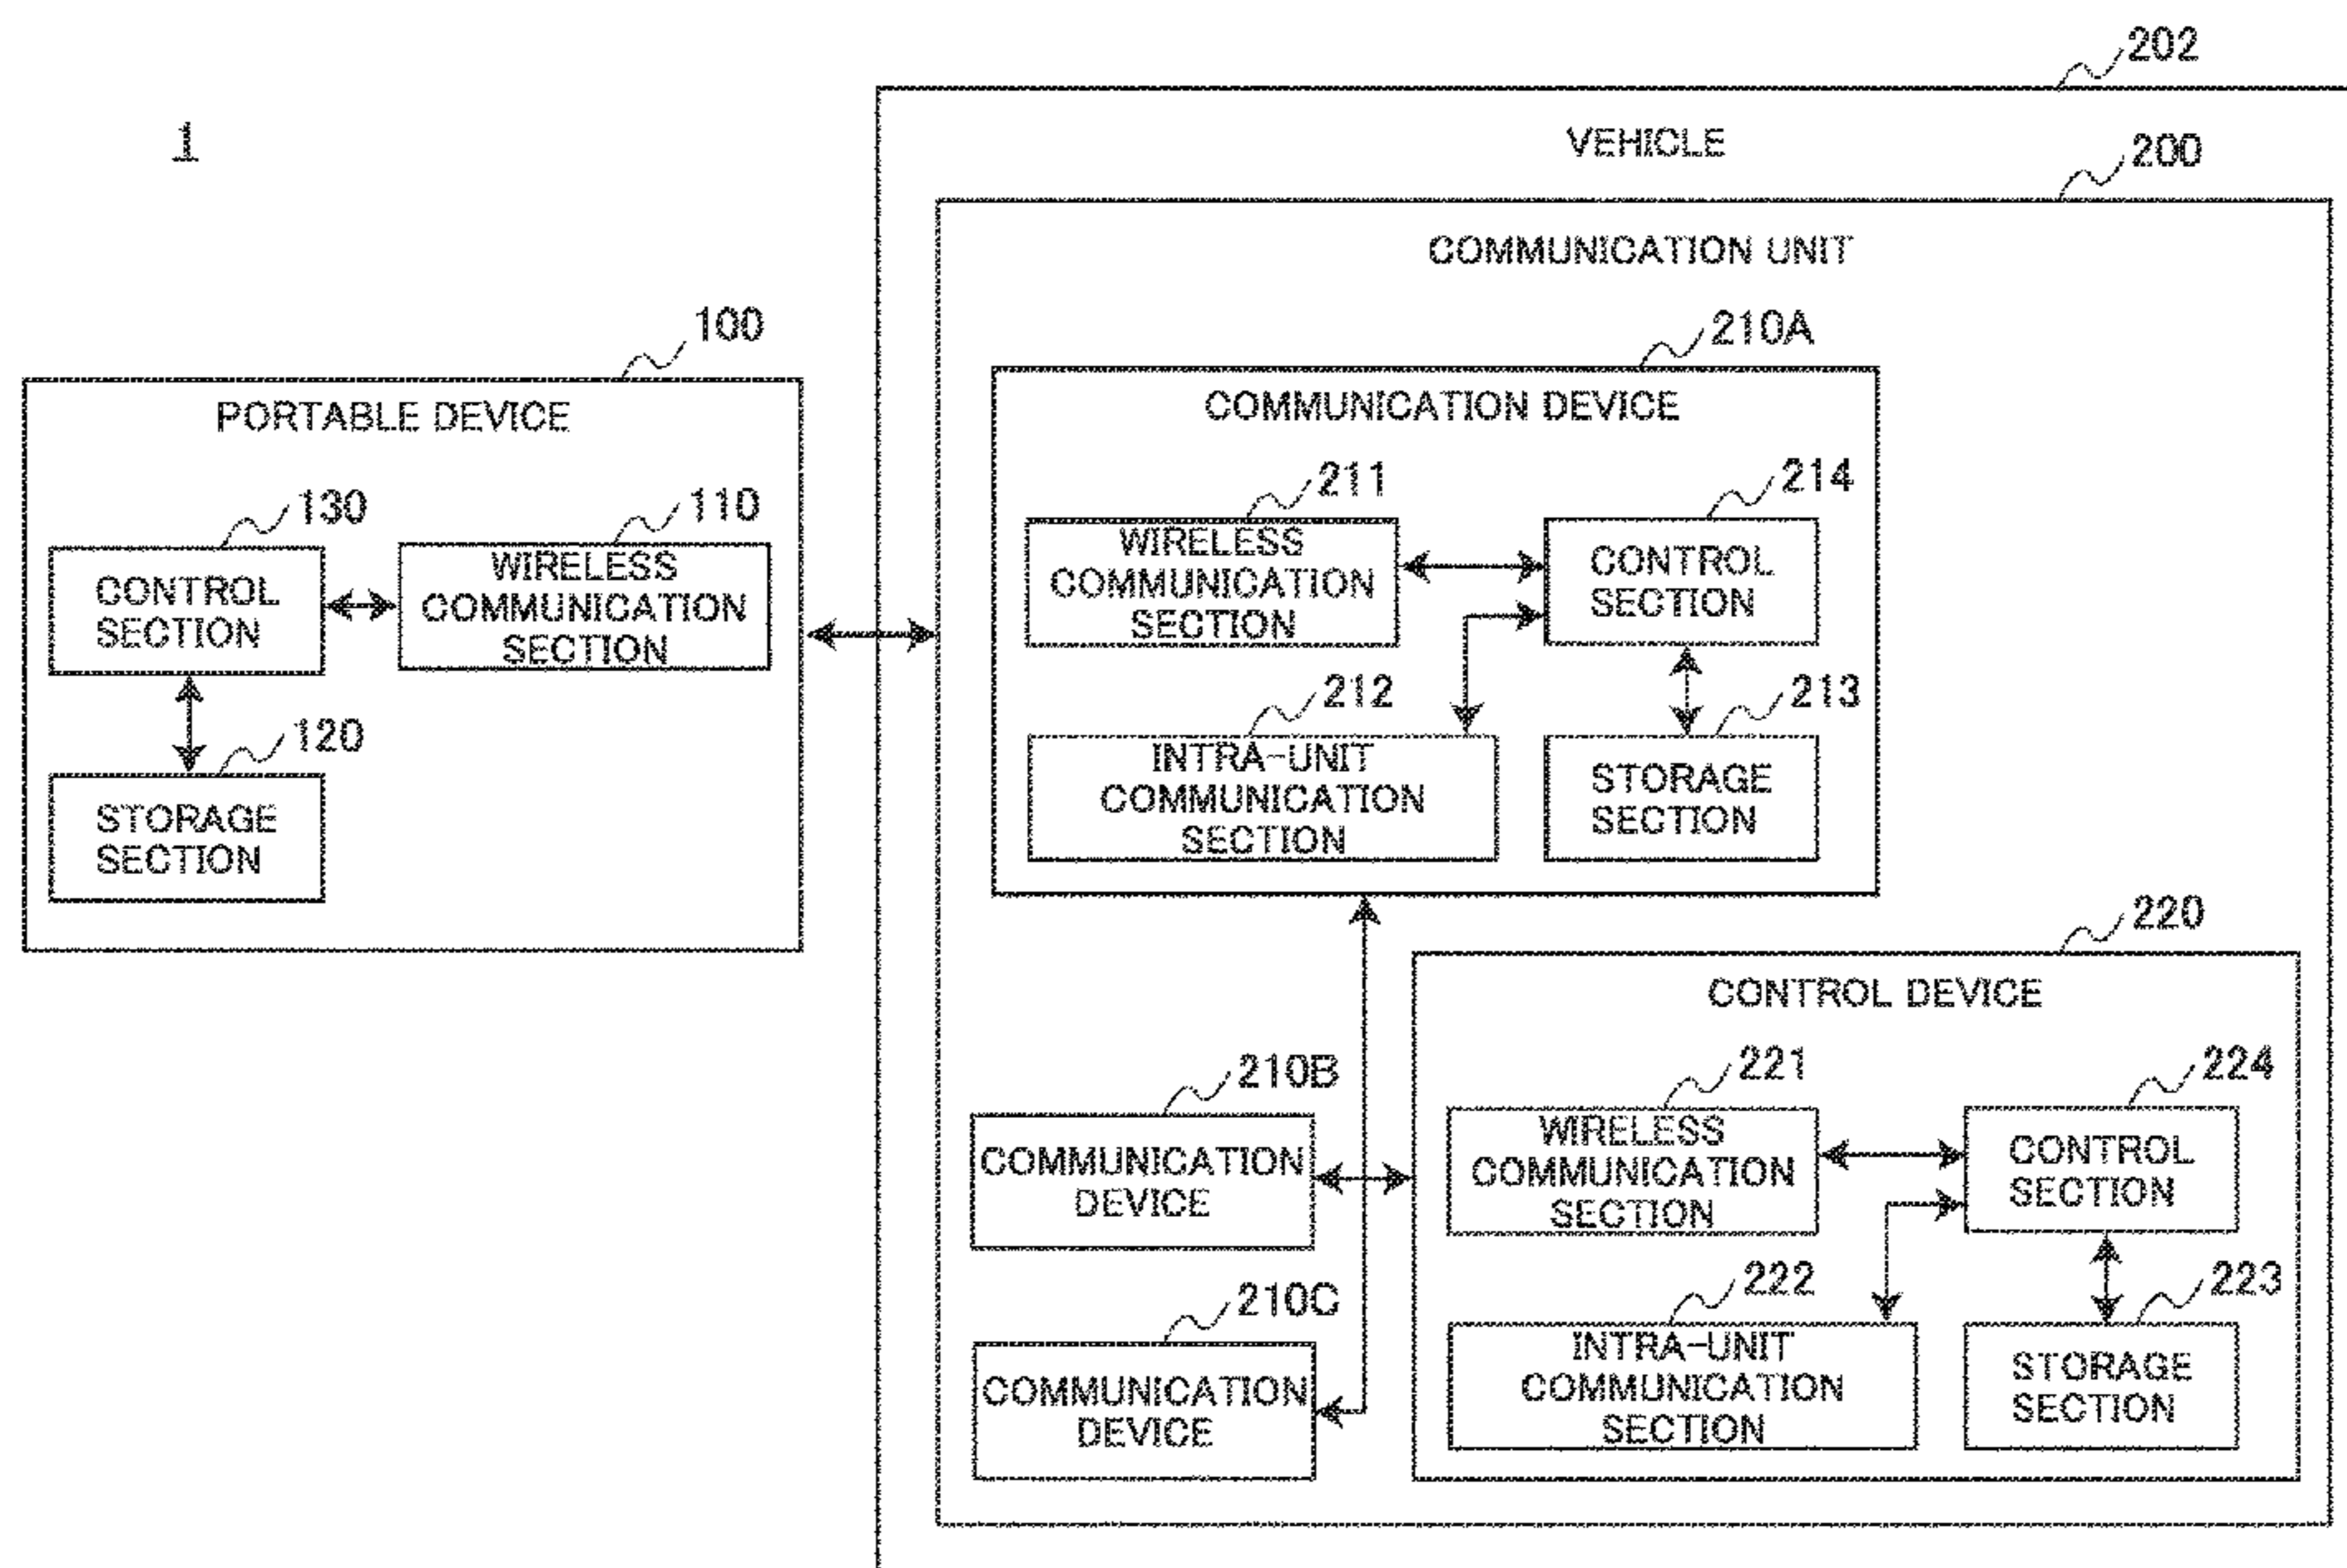 202
1
VEHICLE
200
COMMUNICATION UNIT
100
210A
PORTABLE DEVICE
COMMUNICATION DEVICE
130
110
211
214
CONTROL
SECTION
WIRELESS
COMMUNICATION
SECTION
WIRELESS
COMMUNICATION
SECTION
CONTROL
SECTION
120
212
213
STORAGE
SECTION
INTRA-UNIT
COMMUNICATION
SECTION
STORAGE
SECTION
220
CONTROL DEVICE
210B
221
224
COMMUNICATION
DEVICE
WIRELESS
COMMUNICATION
SECTION
CONTROL
SECTION
210C
222
223
COMMUNICATION
DEVICE
INTRA-UNIT
COMMUNICATION
SECTION
STORAGE
SECTION